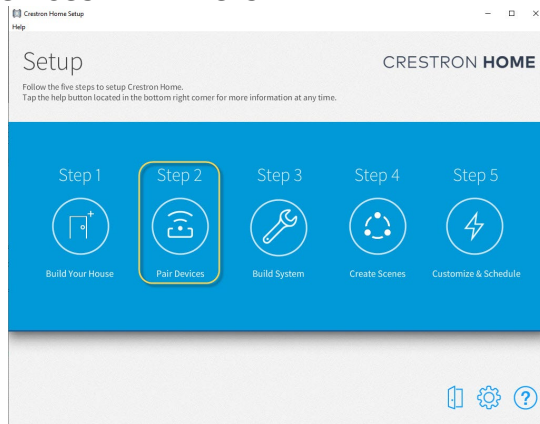 Crestron Home Setup
Help
Setup
CRESTRON HOME
Follow the five steps to setup Crestron Home.
Tap the help button located in the bottom right corner for more information at any time.
Step 1
Step 2
Step 3
Step 4
Step 5
Build Your House
Pair Devices
Build System
Create Scenes
Customize & Schedule
?